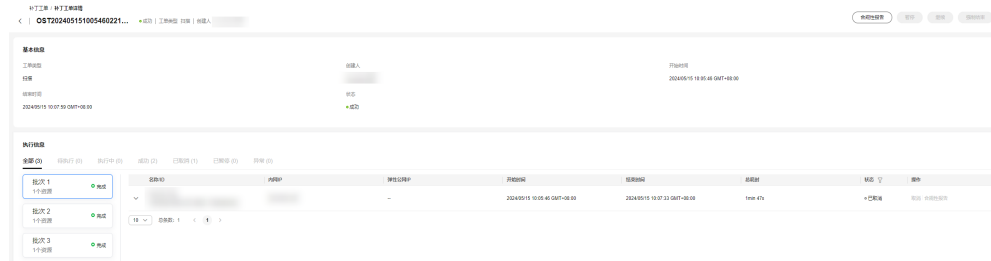 补丁工单 / 补丁工单详情
OST202405151005460221... 成功 | 工单类型 扫描 | 创建人
合规性报告 暂停 继续 强制结束
基本信息
工单类型 创建人 开始时间
扫描 2024/05/15 10:05:46 GMT+08:00
结束时间 状态
2024/05/15 10:07:59 GMT+08:00 成功
执行信息
全部 (3) 待执行 (0) 执行中 (0) 成功 (2) 已取消 (1) 已暂停 (0) 异常 (0)
批次 1 完成
1个资源
名称/ID 内网IP 弹性公网IP 开始时间 结束时间 总耗时 状态 操作
-- 2024/05/15 10:05:46 GMT+08:00 2024/05/15 10:07:33 GMT+08:00 1min 47s 已取消 取消 合规性报告
批次 2 完成
1个资源
10 总条数: 1 < 1 >
批次 3 完成
1个资源